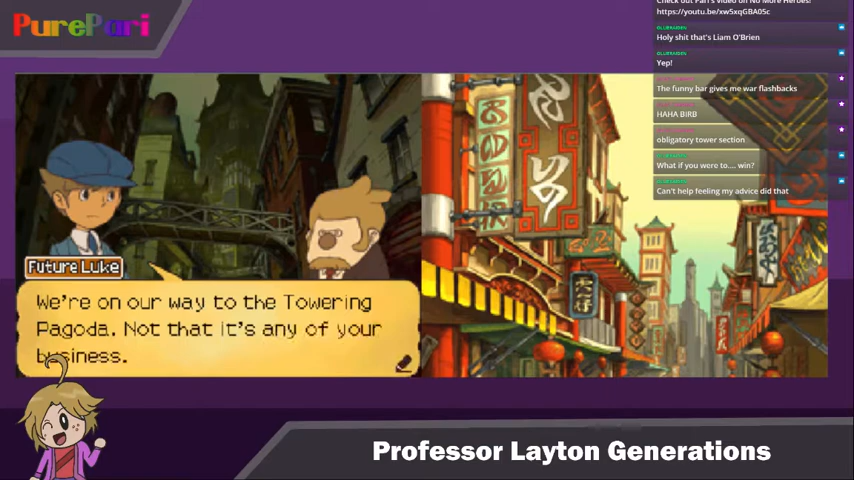 PurePari
Check out Pari's video on No More Heroes!
https://youtu.be/xw5xqGBA05c
Holy shit that's Liam O'Brien
Yep!
The funny bar gives me war flashbacks
HAHA BIRB
obligatory tower section
What if you were to.... win?
Can't help feeling my advice did that
Future Luke
We're on our way to the Towering
Pagoda. Not that it's any of your
business.
Professor Layton Generations